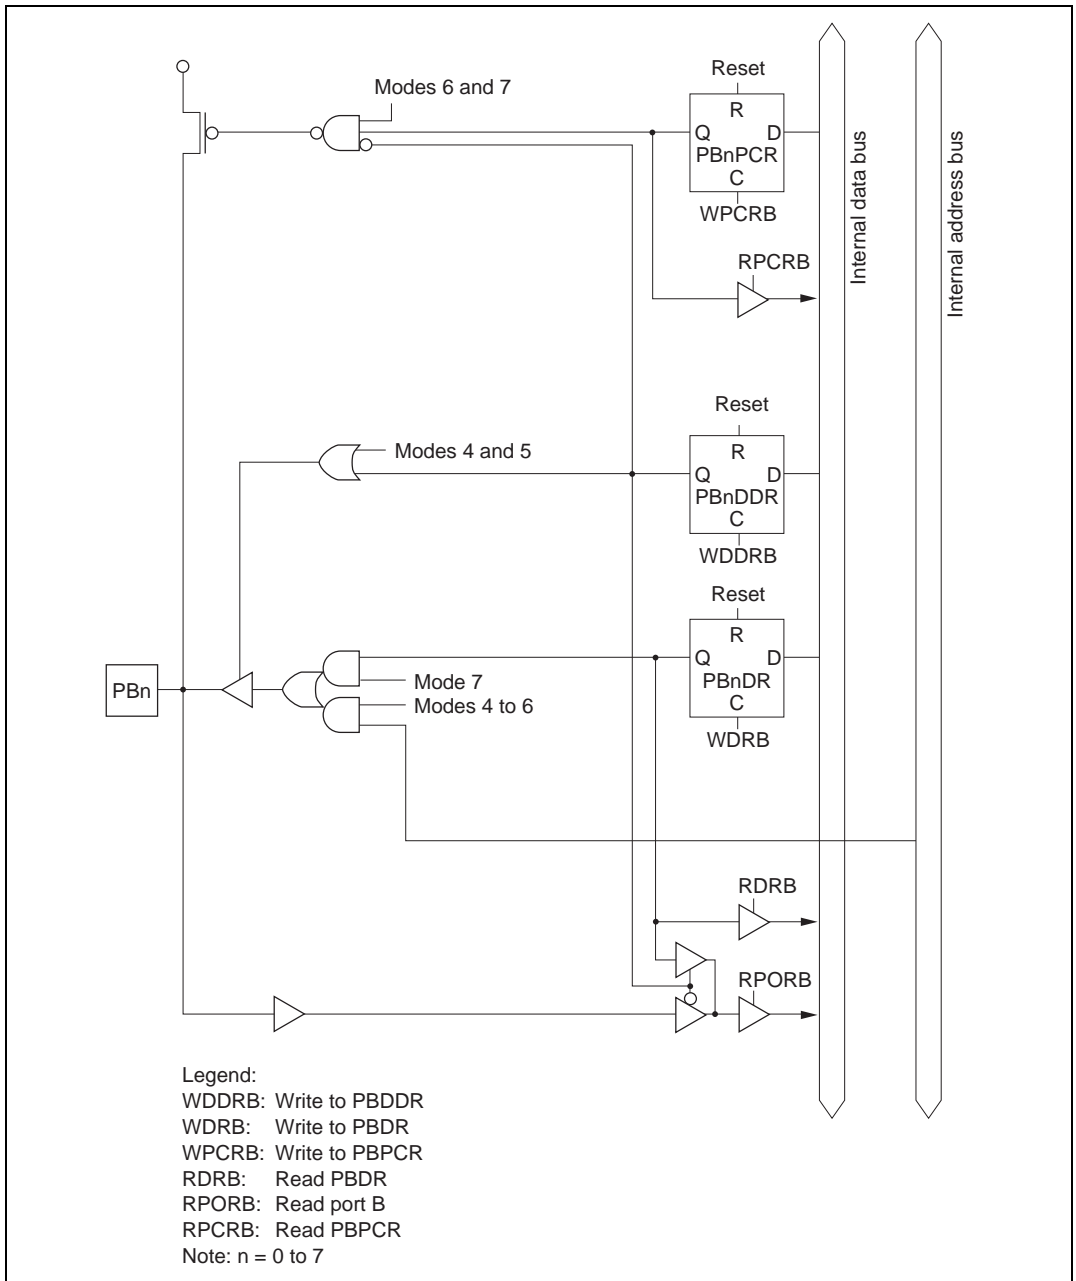 Modes 6 and 7
Reset
R
Q D
PBnPCR
C
WPCRB
RPCRB
Internal data bus
Internal address bus
Reset
R
Modes 4 and 5
Q D
PBnDDR
C
WDDRB
Reset
R
Q D
PBnDR
C
WDRB
PBn
Mode 7
Modes 4 to 6
RDRB
RPORB
Legend:
WDDRB: Write to PBDDR
WDRB: Write to PBDR
WPCRB: Write to PBPCR
RDRB: Read PBDR
RPORB: Read port B
RPCRB: Read PBPCR
Note: n = 0 to 7